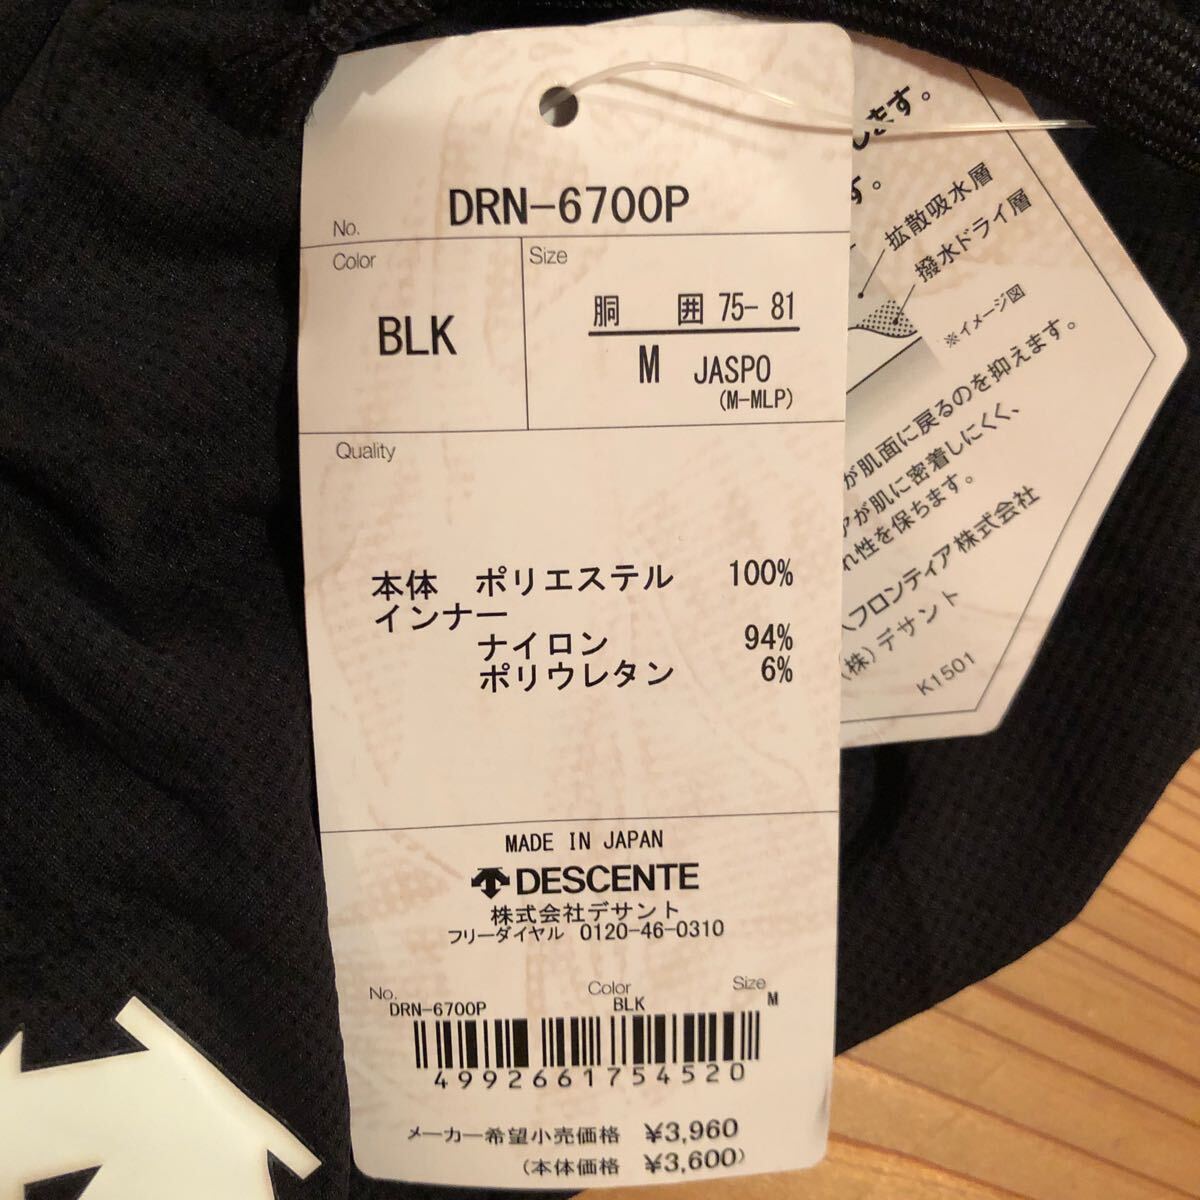 No. DRN-6700P
Color
BLK
Size
胴 囲 75- 81
M JASPO
(M-MLP)
Quality
本体 ポリエステル 100%
インナー
ナイロン 94%
ポリウレタン 6%
MADE IN JAPAN
DESCENTE
株式会社デサント
フリーダイヤル 0120-46-0310
No. Color Size
DRN-6700P BLK M
4992661754520
メーカー希望小売価格 ¥3,960
(本体価格 ¥3,600)
ます。
す。
拡散吸水層
撥水ドライ層
※イメージ図
が肌面に戻るのを抑えます。
アが肌に密着しにくく、
れ性を保ちます。
フロンティア株式会社
(株)デサント
K1501